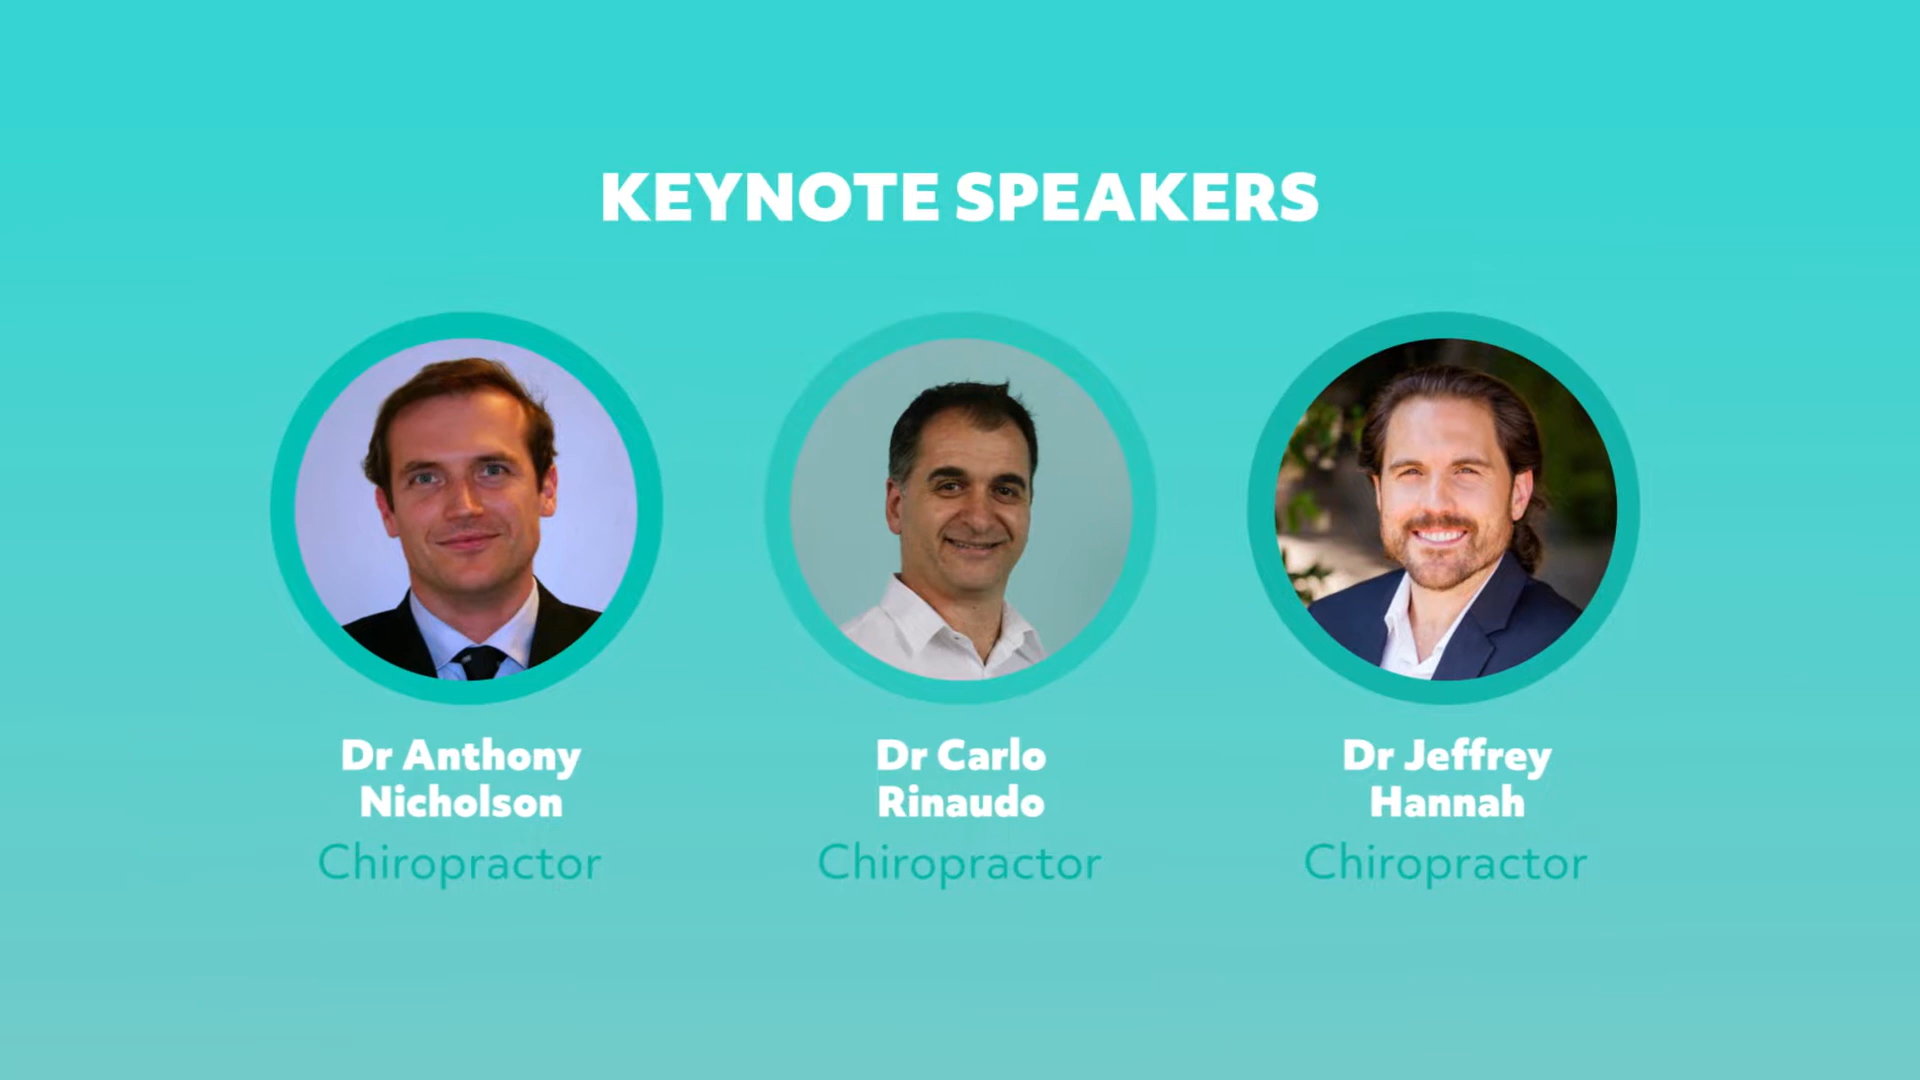 KEYNOTE SPEAKERS
Dr Anthony
Nicholson
Chiropractor
Dr Carlo
Rinaudo
Chiropractor
Dr Jeffrey
Hannah
Chiropractor